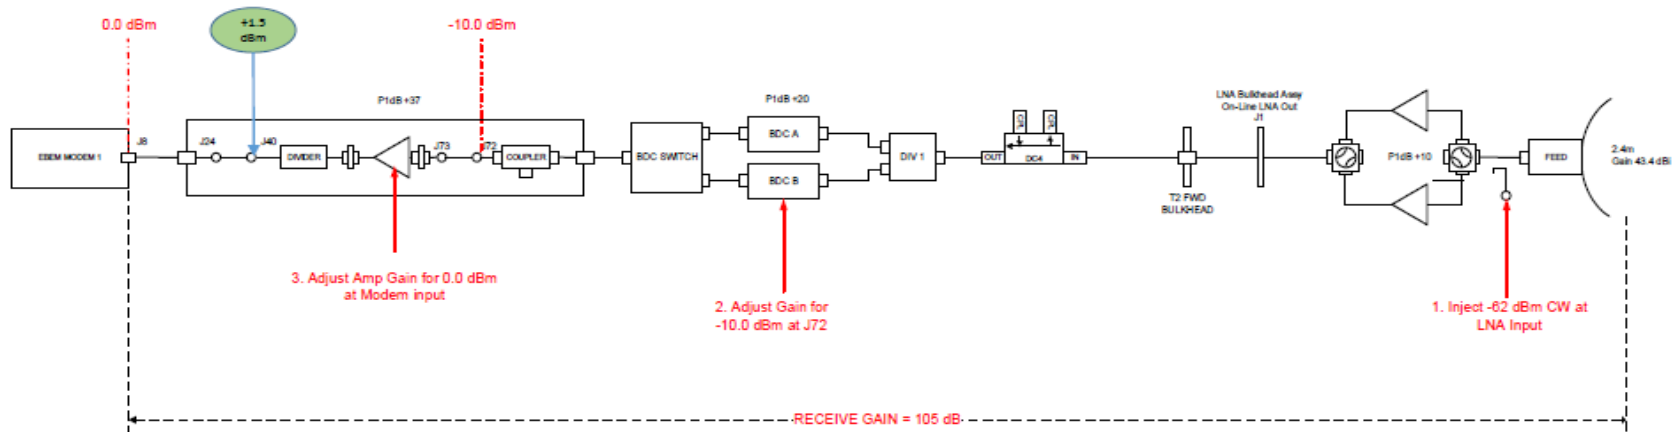 0.0 dBm
+1.5
dBm
-10.0 dBm
P1dB +37
P1dB +20
LNA Bulkhead Assy
On-Line LNA Out
J1
EBEM MODEM 1
J8
J24
J40
DIVIDER
J73
J72
COUPLER
BDC SWITCH
BDC A
BDC B
DIV 1
CPL
CPL
OUT
DC4
IN
T2 FWD
BULKHEAD
P1dB +10
FEED
2.4m
Gain 43.4 dBi
3. Adjust Amp Gain for 0.0 dBm
at Modem input
2. Adjust Gain for
-10.0 dBm at J72
1. Inject -62 dBm CW at
LNA Input
RECEIVE GAIN = 105 dB